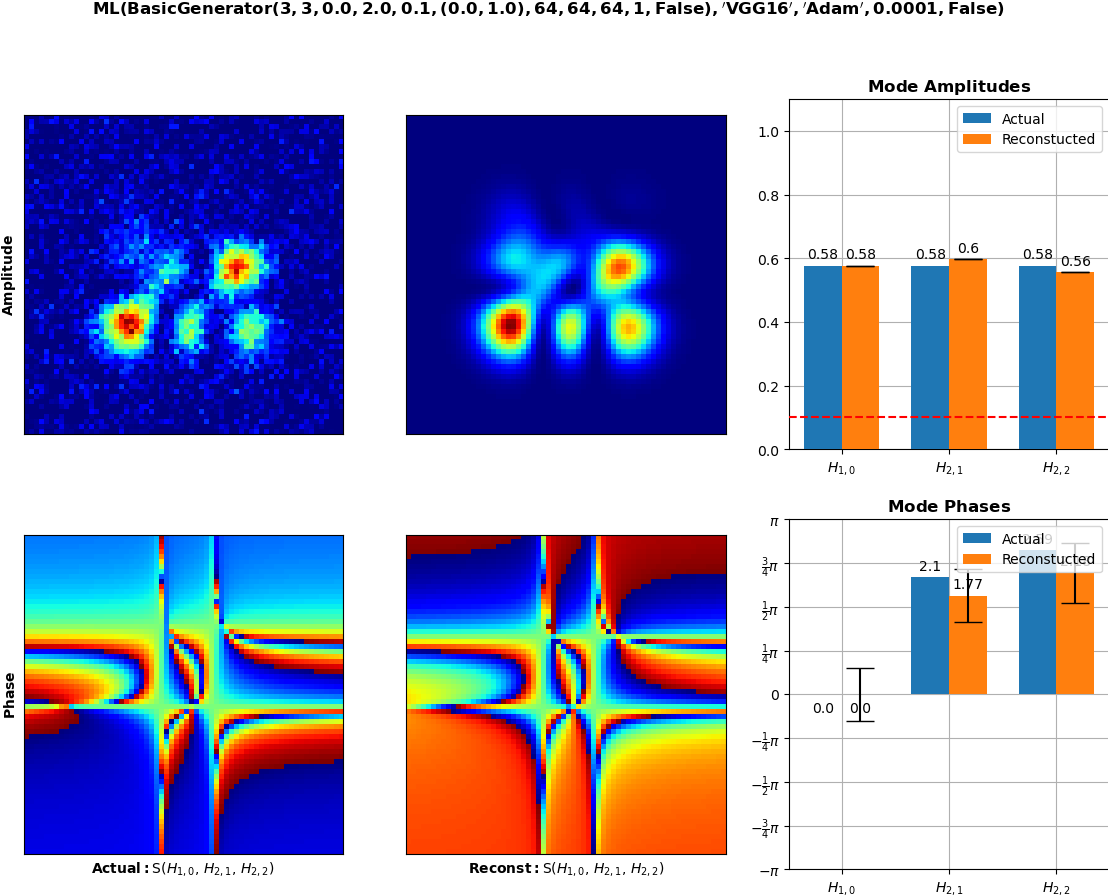 ML(BasicGenerator(3, 3, 0.0, 2.0, 0.1, (0.0, 1.0), 64, 64, 64, 1, False), ′VGG16′, ′Adam′, 0.0001, False)
Amplitude
Mode Amplitudes
Actual
Reconstucted
1.0
0.8
0.6
0.4
0.2
0.0
0.58 0.58 0.58 0.6 0.58 0.56
H1,0 H2,1 H2,2
Phase
Actual: S(H1,0, H2,1, H2,2)
Reconst: S(H1,0, H2,1, H2,2)
Mode Phases
Actual
Reconstucted
π
3/4π
1/2π
1/4π
0
−1/4π
−1/2π
−3/4π
−π
0.0 0.0 2.1 1.77
H1,0 H2,1 H2,2